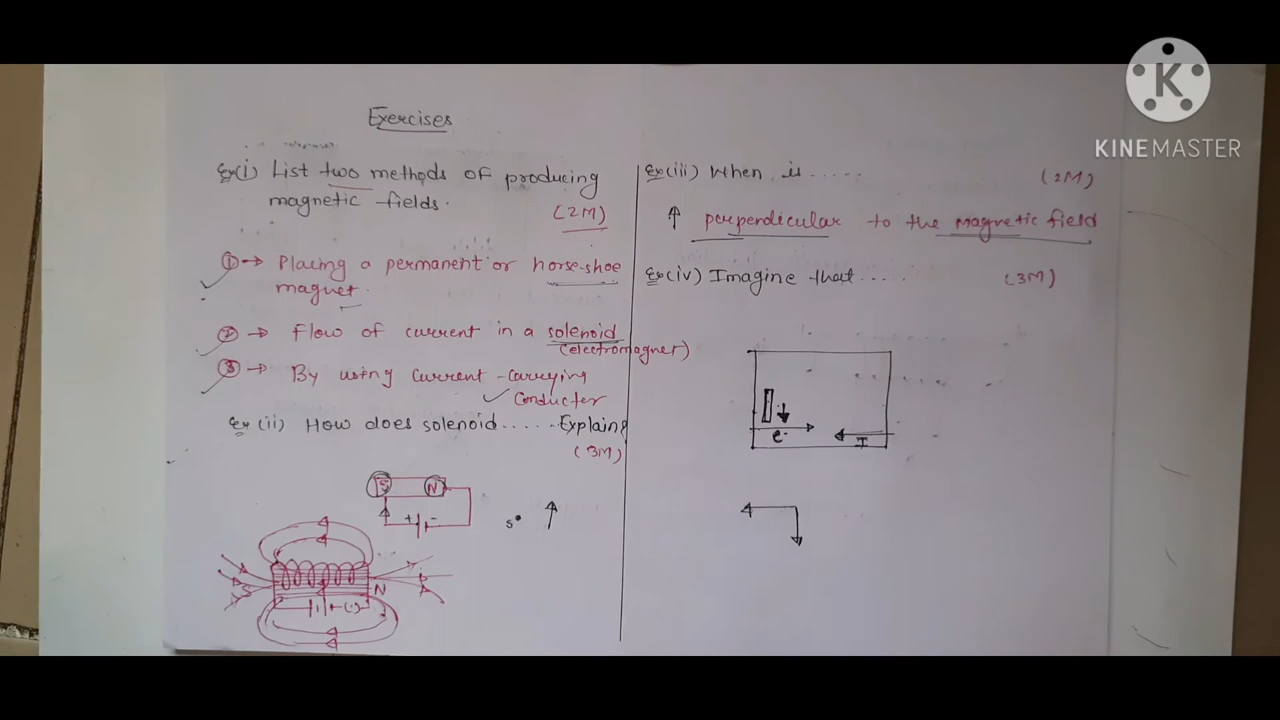 Exercises
Ex(i) List two methods of producing
magnetic fields.
(2M)
① → Placing a permanent or horse-shoe
magnet.
② → Flow of current in a solenoid
(electromagnet)
③ → By using current-carrying
conductor
Ex(ii) How does solenoid..... Explain?
(3M)
S N
+ -
S N
Ex(iii) When is .....
(2M)
perpendicular to the magnetic field
Ex(iv) Imagine that.....
(3M)
e-
I
K
KINEMASTER